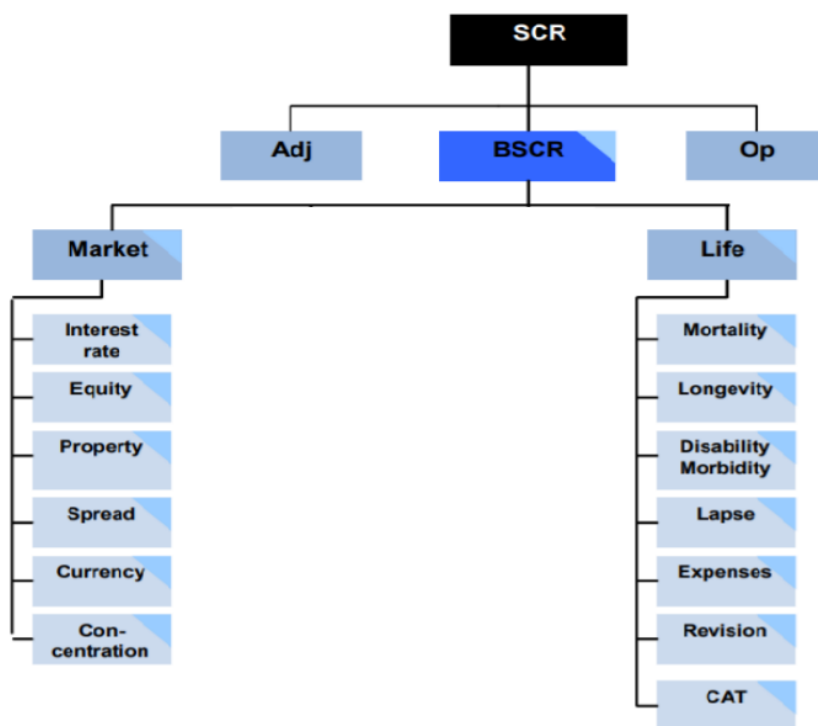 SCR
Adj
BSCR
Op
Market
Life
Interest
rate
Equity
Property
Spread
Currency
Con-
centration
Mortality
Longevity
Disability
Morbidity
Lapse
Expenses
Revision
CAT